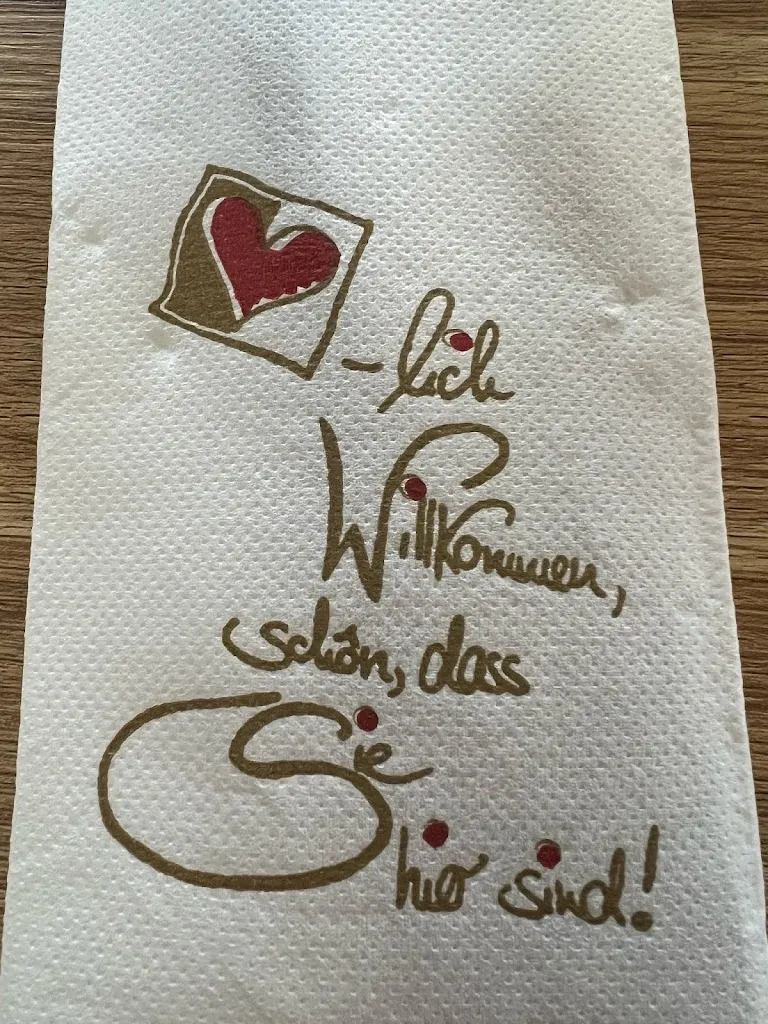 -lich
Willkommen,
schön, dass
Sie
hier sind!